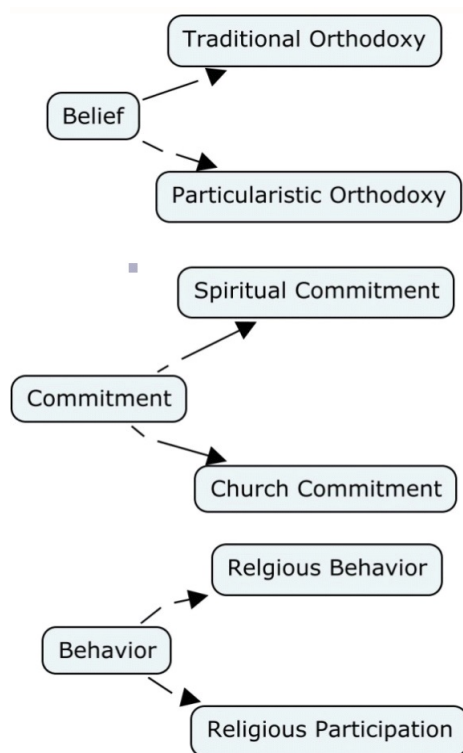 Traditional Orthodoxy
Belief
Particularistic Orthodoxy
Spiritual Commitment
Commitment
Church Commitment
Relgious Behavior
Behavior
Religious Participation